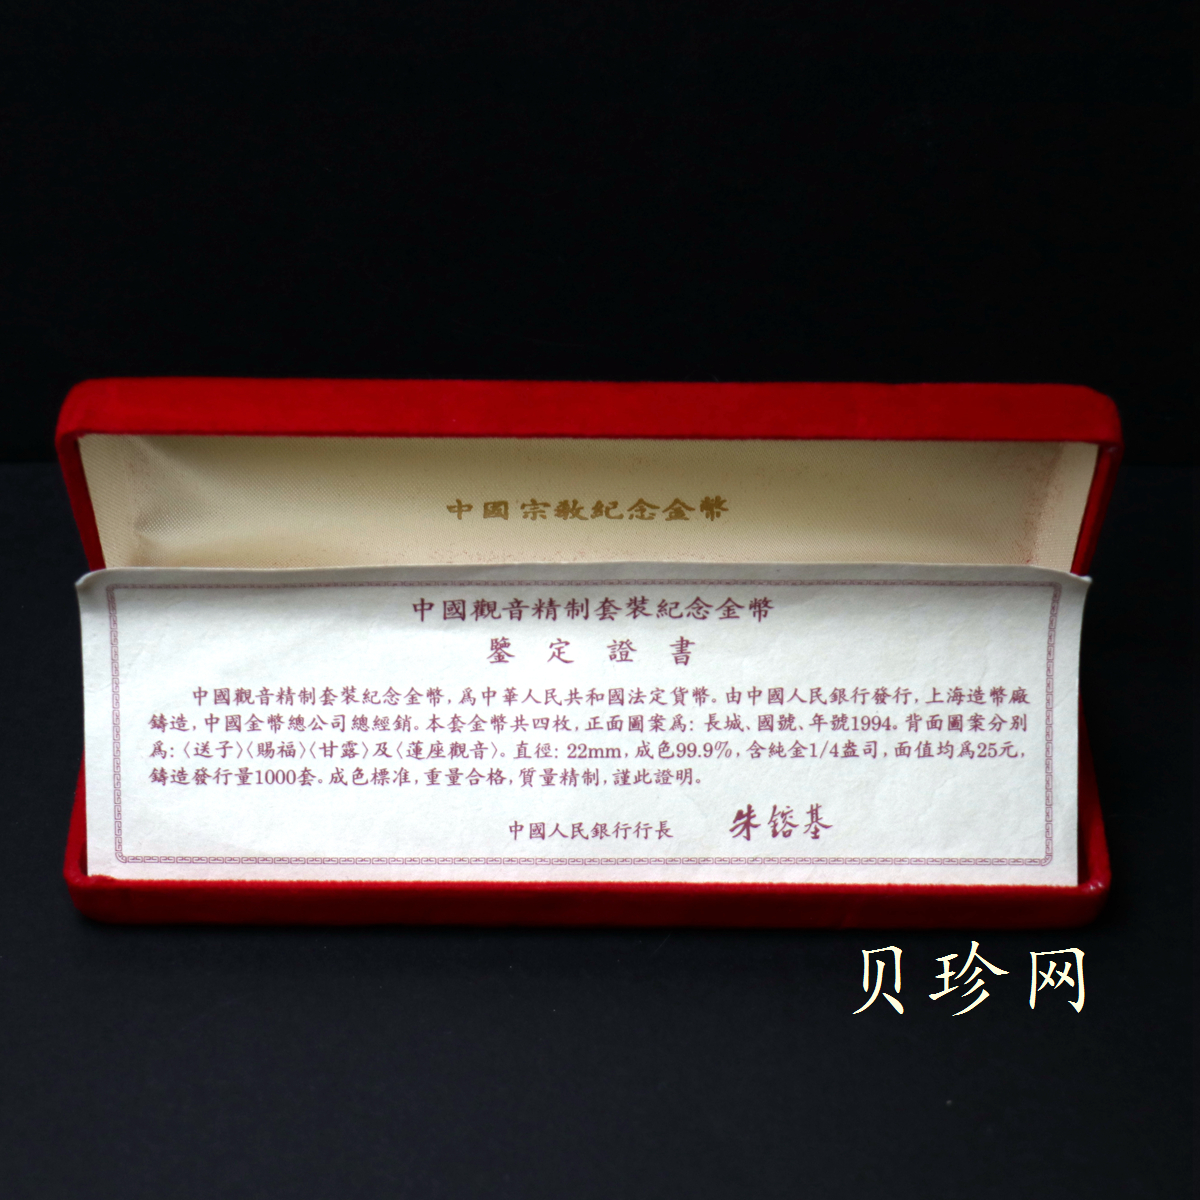 中國宗教紀念金幣
中國觀音精制套裝紀念金幣
鑒定證書
中國觀音精制套裝紀念金幣，爲中華人民共和國法定貨幣。由中國人民銀行發行，上海造幣廠
鑄造，中國金幣總公司總經銷。本套金幣共四枚，正面圖案爲：長城、國號、年號1994。背面圖案分别
爲：〈送子〉〈賜福〉〈甘露〉及〈蓮座觀音〉。直徑：22mm，成色99.9%，含純金1/4盎司，面值均爲25元，
鑄造發行量1000套。成色標准，重量合格，質量精制，謹此證明。
中國人民銀行行長 朱鎔基
贝珍网